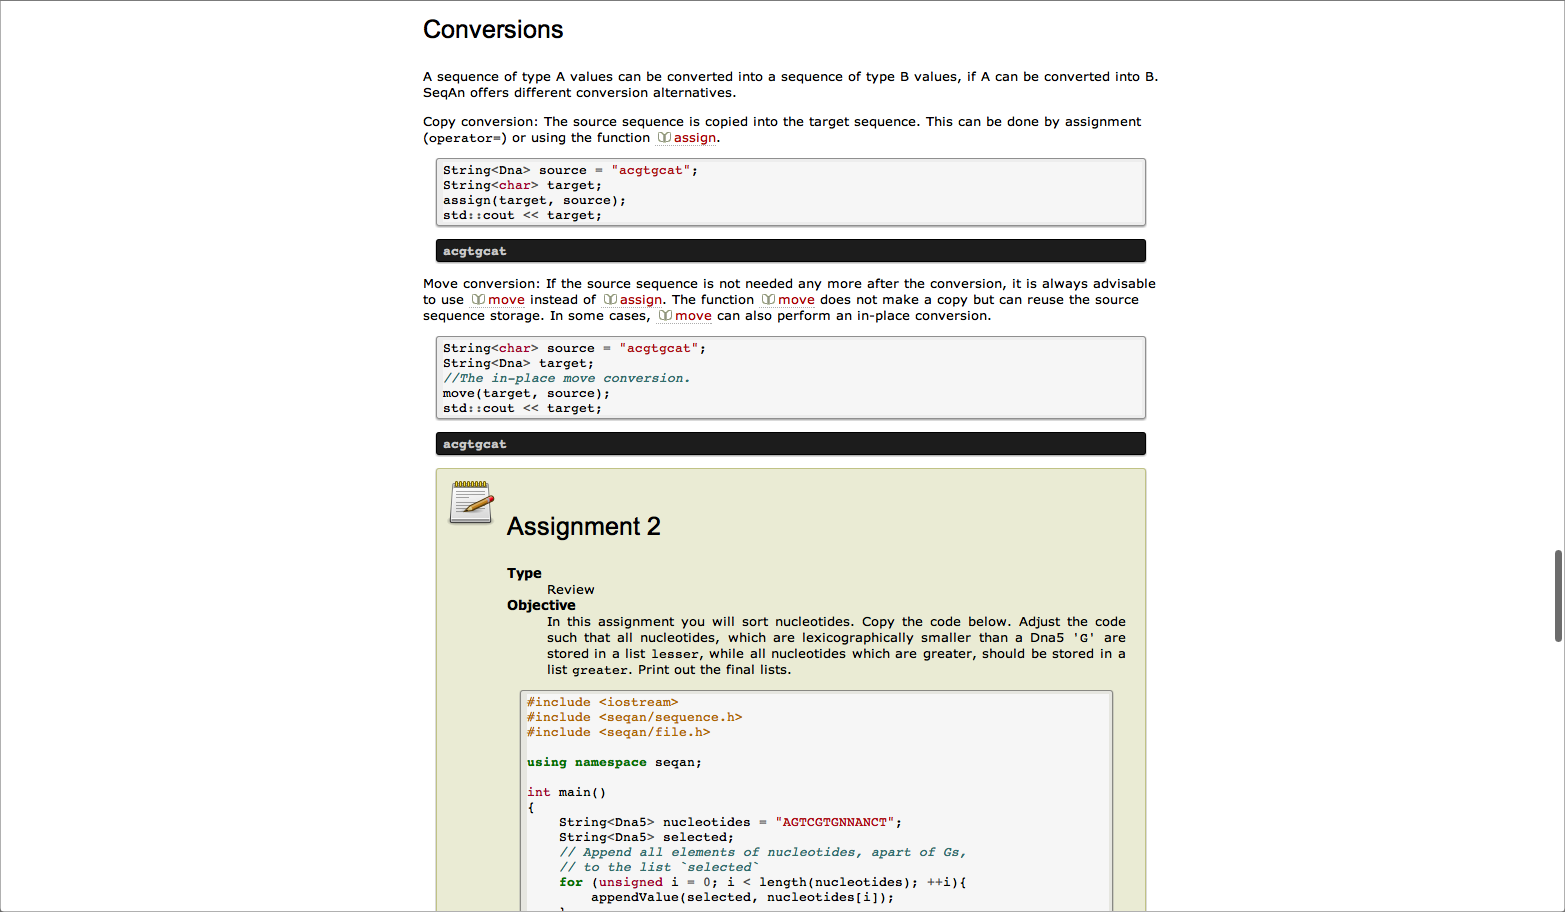 Conversions
A sequence of type A values can be converted into a sequence of type B values, if A can be converted into B.
SeqAn offers different conversion alternatives.
Copy conversion: The source sequence is copied into the target sequence. This can be done by assignment
(operator=) or using the function assign.
String<Dna> source = "acgtgcat";
String<char> target;
assign(target, source);
std::cout << target;
acgtgcat
Move conversion: If the source sequence is not needed any more after the conversion, it is always advisable
to use move instead of assign. The function move does not make a copy but can reuse the source
sequence storage. In some cases, move can also perform an in-place conversion.
String<char> source = "acgtgcat";
String<Dna> target;
//The in-place move conversion.
move(target, source);
std::cout << target;
acgtgcat
Assignment 2
Type
Review
Objective
In this assignment you will sort nucleotides. Copy the code below. Adjust the code
such that all nucleotides, which are lexicographically smaller than a Dna5 'G' are
stored in a list lesser, while all nucleotides which are greater, should be stored in a
list greater. Print out the final lists.
#include <iostream>
#include <seqan/sequence.h>
#include <seqan/file.h>
using namespace seqan;
int main()
{
String<Dna5> nucleotides = "AGTCGTGNNANCT";
String<Dna5> selected;
// Append all elements of nucleotides, apart of Gs,
// to the list `selected`
for (unsigned i = 0; i < length(nucleotides); ++i){
appendValue(selected, nucleotides[i]);